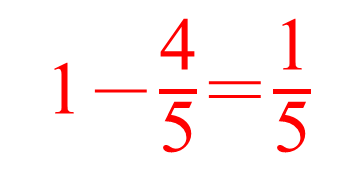 1 − 4/5 = 1/5